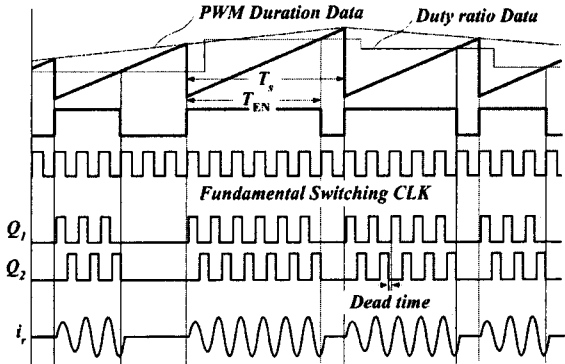 PWM Duration Data
Duty ratio Data
Ts
TEN
Fundamental Switching CLK
Q1
Q2
Dead time
ir